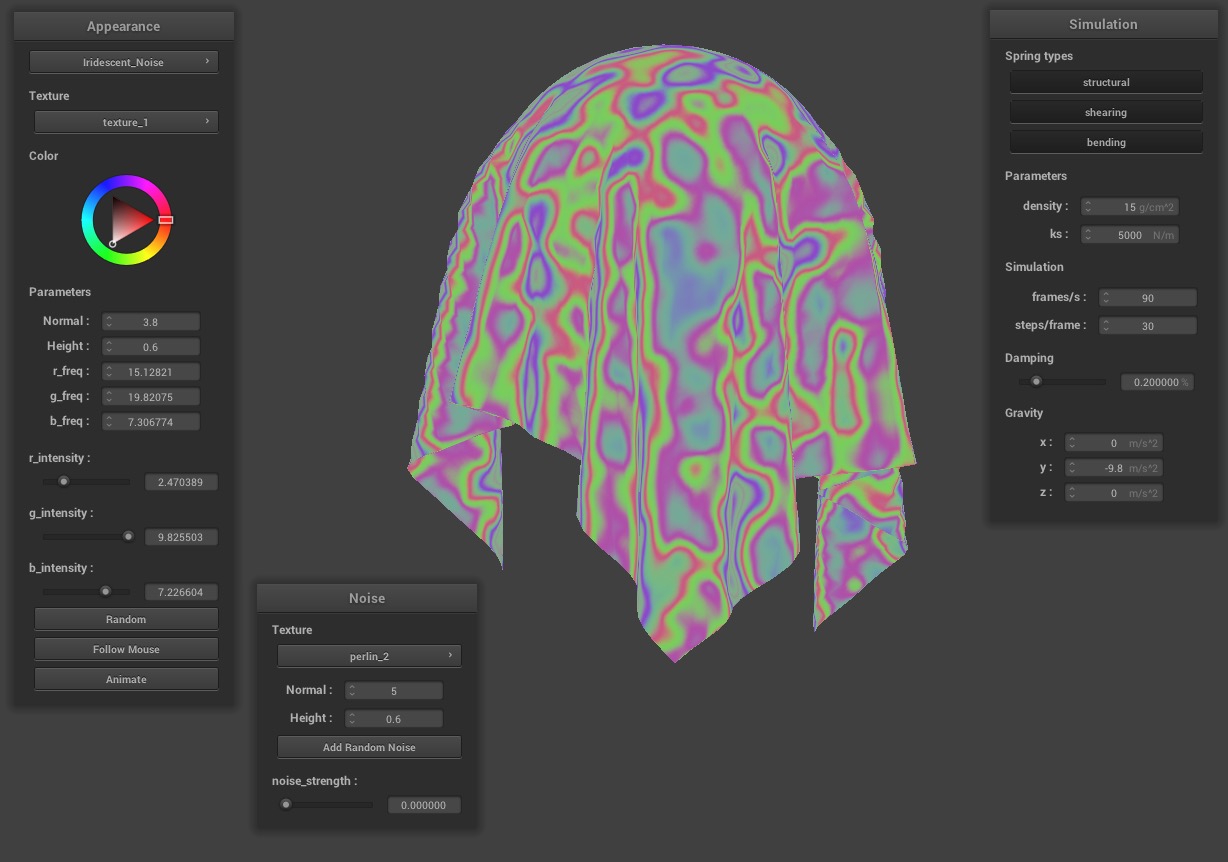 Appearance
Iridescent_Noise
Texture
texture_1
Color
Parameters
Normal : 3.8
Height : 0.6
r_freq : 15.12821
g_freq : 19.82075
b_freq : 7.306774
r_intensity :
2.470389
g_intensity :
9.825503
b_intensity :
7.226604
Random
Follow Mouse
Animate
Noise
Texture
perlin_2
Normal : 5
Height : 0.6
Add Random Noise
noise_strength :
0.000000
Simulation
Spring types
structural
shearing
bending
Parameters
density : 15 g/cm^2
ks : 5000 N/m
Simulation
frames/s : 90
steps/frame : 30
Damping
0.200000 %
Gravity
x : 0 m/s^2
y : -9.8 m/s^2
z : 0 m/s^2